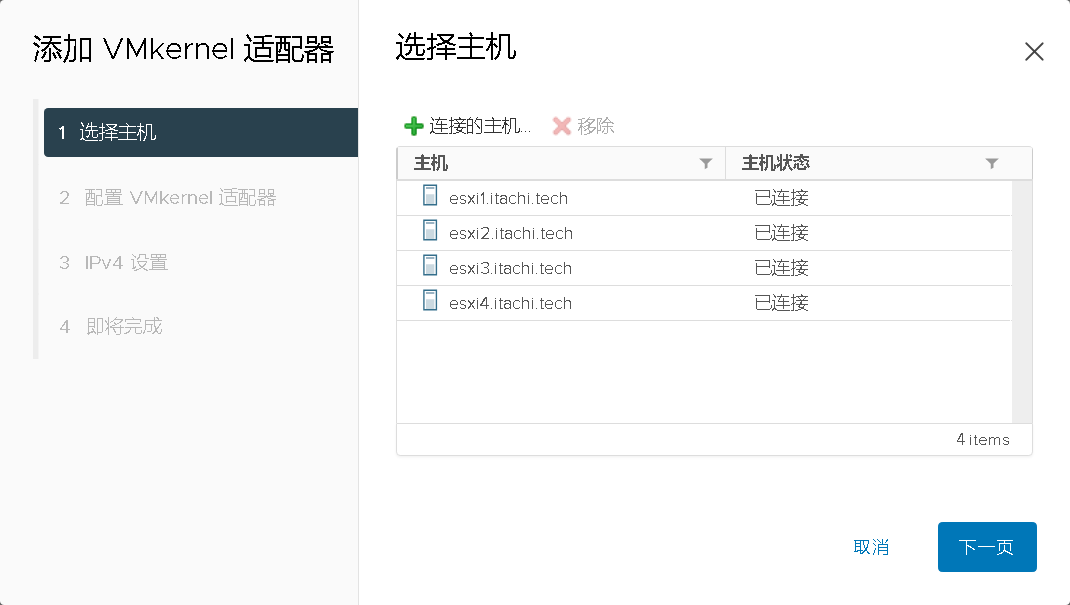 添加 VMkernel 适配器
1 选择主机
2 配置 VMkernel 适配器
3 IPv4 设置
4 即将完成
选择主机
连接的主机... 移除
主机 主机状态
esxi1.itachi.tech 已连接
esxi2.itachi.tech 已连接
esxi3.itachi.tech 已连接
esxi4.itachi.tech 已连接
4 items
取消 下一页